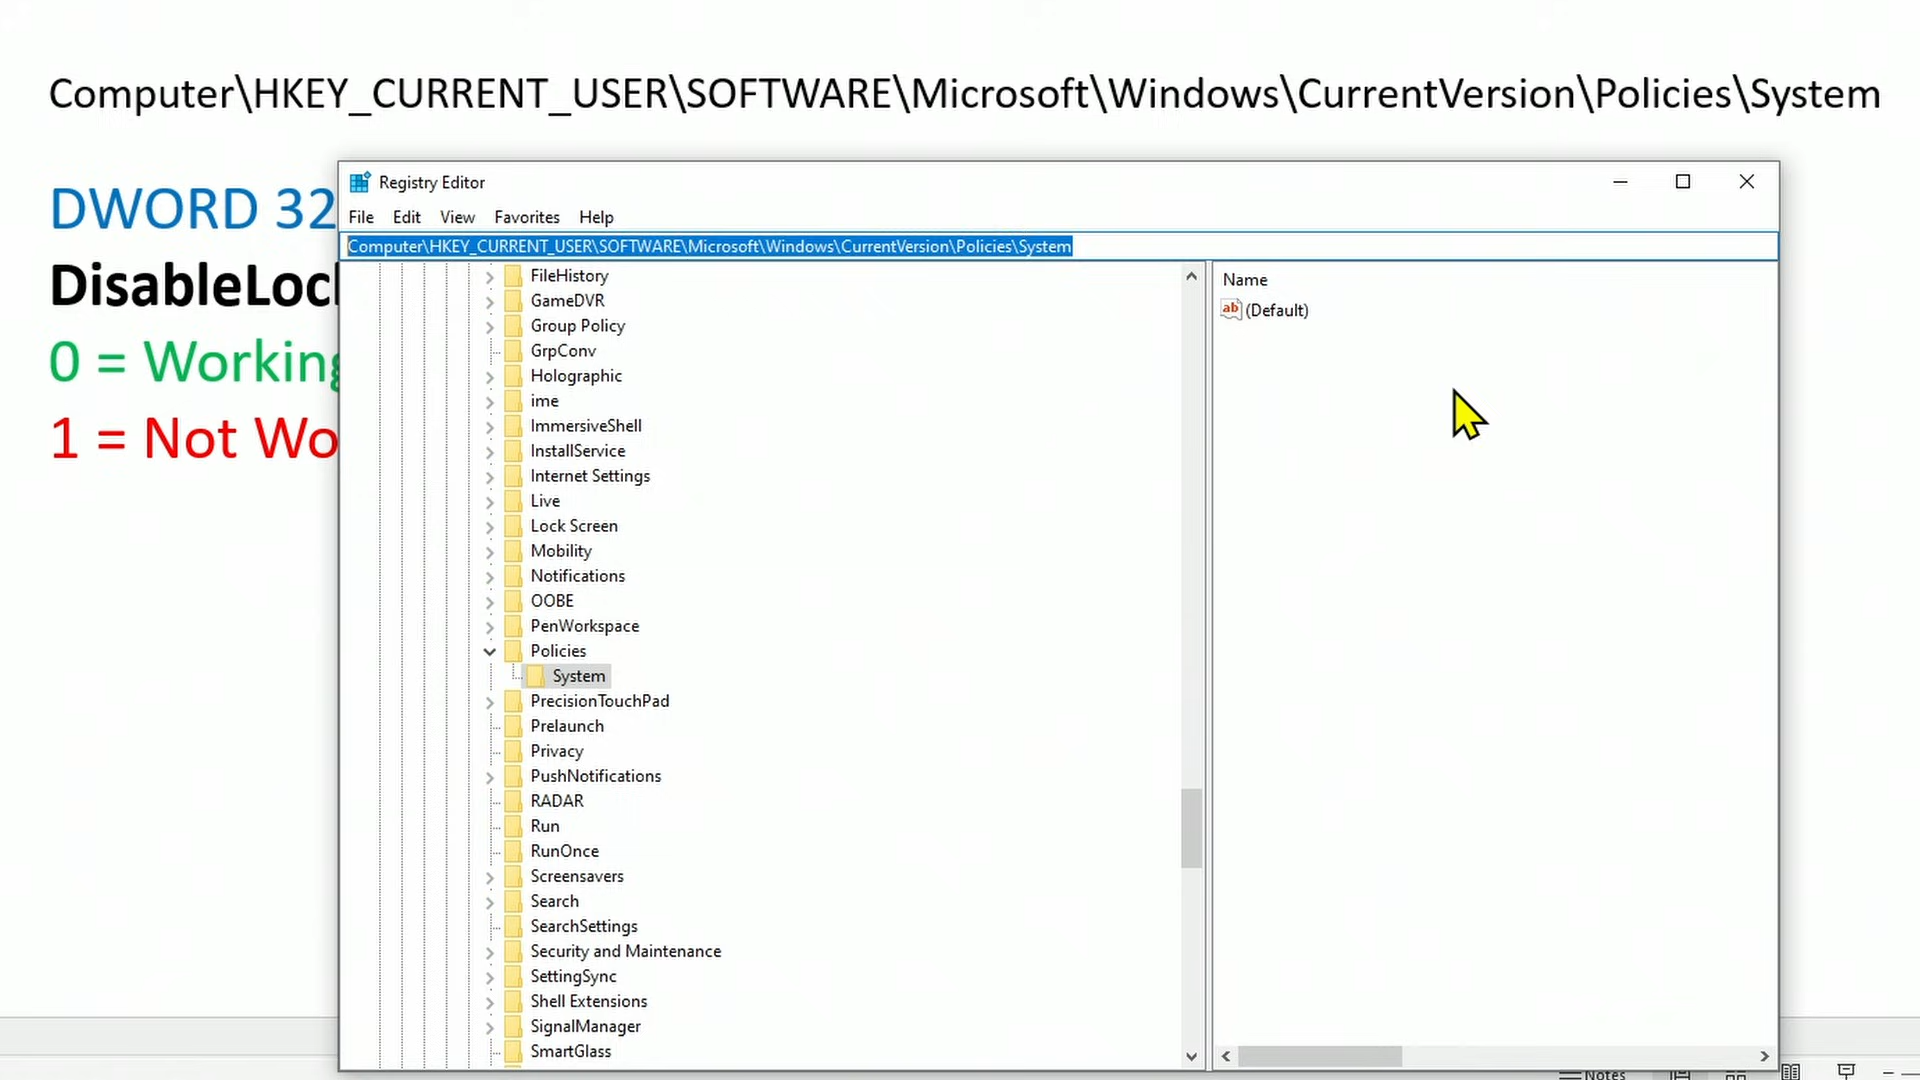 Computer\HKEY_CURRENT_USER\SOFTWARE\Microsoft\Windows\CurrentVersion\Policies\System
DWORD 32
DisableLoc
0 = Working
1 = Not Wo
Registry Editor
File Edit View Favorites Help
Computer\HKEY_CURRENT_USER\SOFTWARE\Microsoft\Windows\CurrentVersion\Policies\System
FileHistory
GameDVR
Group Policy
GrpConv
Holographic
ime
ImmersiveShell
InstallService
Internet Settings
Live
Lock Screen
Mobility
Notifications
OOBE
PenWorkspace
Policies
System
PrecisionTouchPad
Prelaunch
Privacy
PushNotifications
RADAR
Run
RunOnce
Screensavers
Search
SearchSettings
Security and Maintenance
SettingSync
Shell Extensions
SignalManager
SmartGlass
Name
ab (Default)
Notes